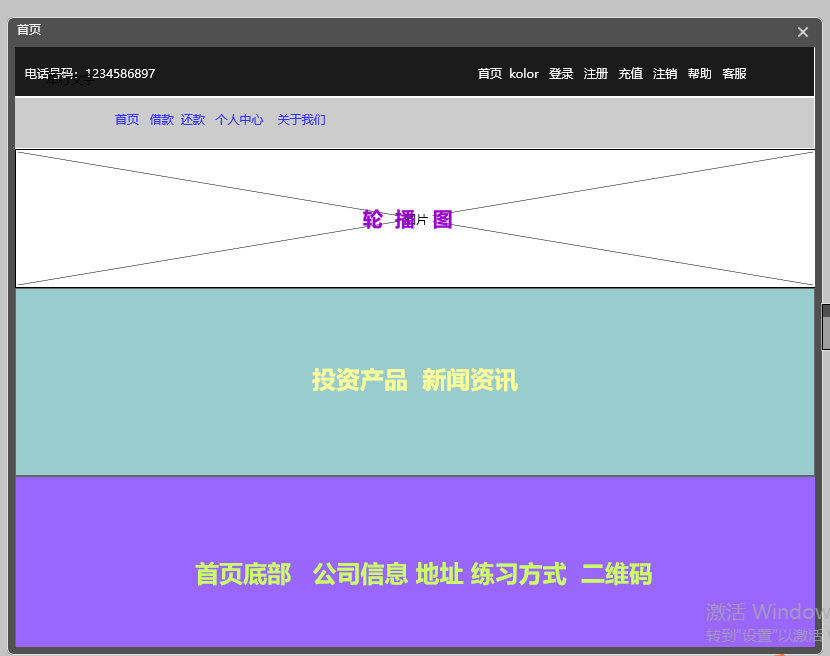 首页
电话号码：1234586897
首页 kolor 登录 注册 充值 注销 帮助 客服
首页 借款 还款 个人中心 关于我们
轮 播 图
投资产品 新闻资讯
首页底部 公司信息 地址 练习方式 二维码
激活 Window
转到"设置"以激活